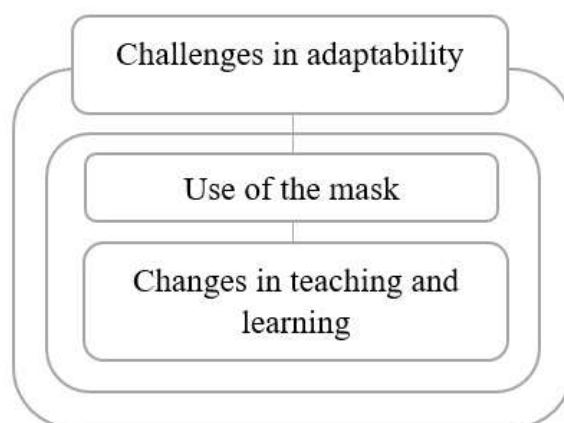 Challenges in adaptability
Use of the mask
Changes in teaching and
learning